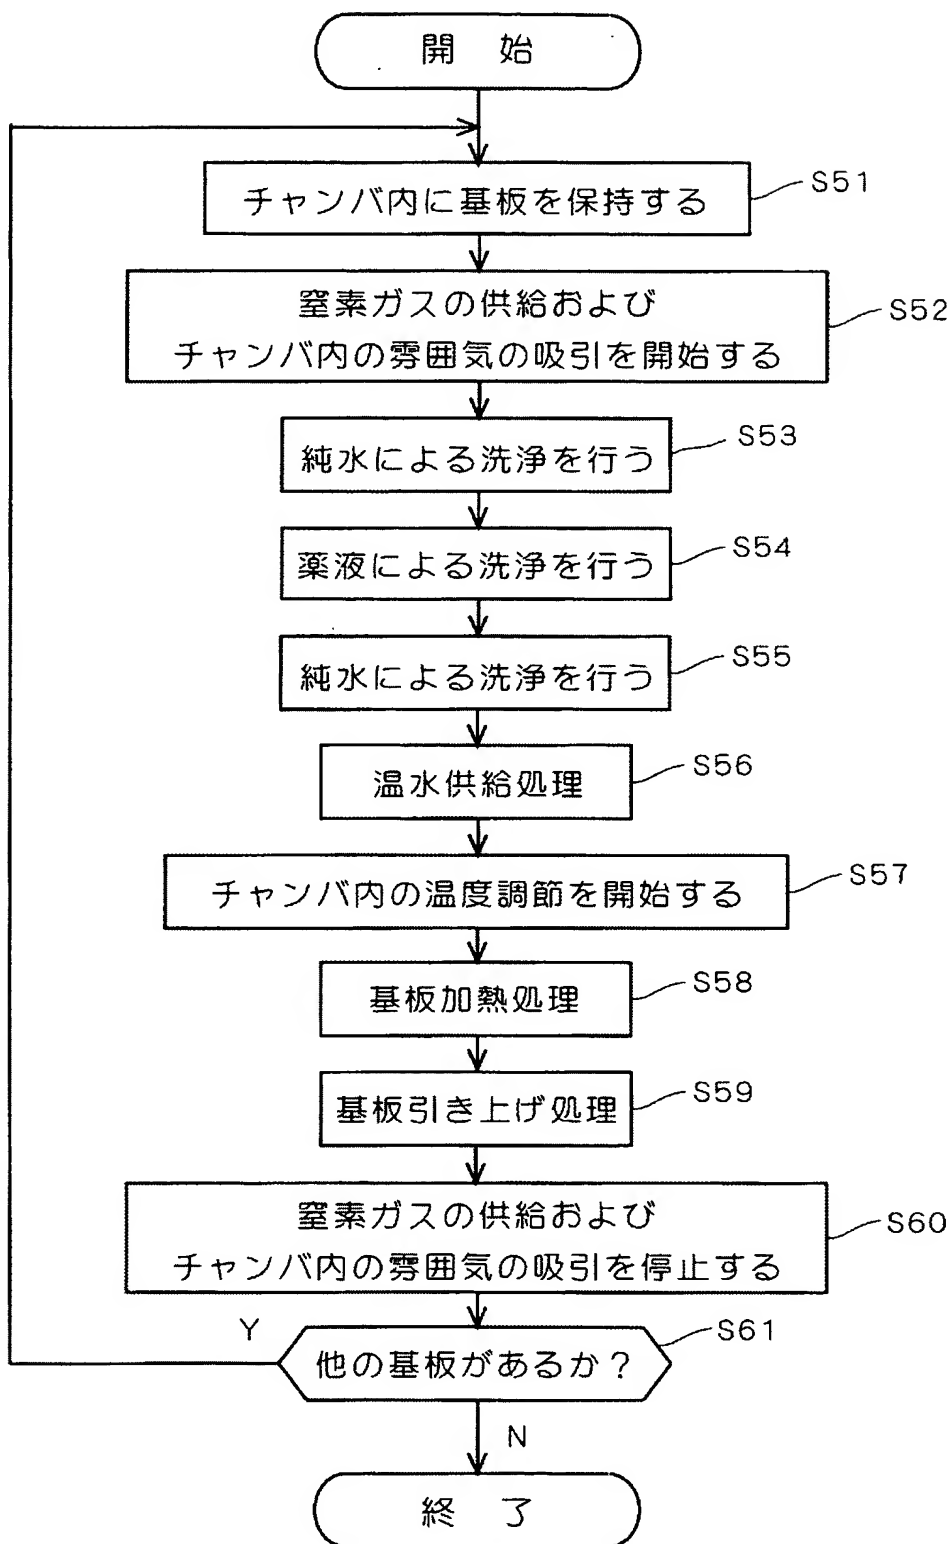 開 始
チャンバ内に基板を保持する
S51
窒素ガスの供給および
チャンバ内の雰囲気の吸引を開始する
S52
純水による洗浄を行う
S53
薬液による洗浄を行う
S54
純水による洗浄を行う
S55
温水供給処理
S56
チャンバ内の温度調節を開始する
S57
基板加熱処理
S58
基板引き上げ処理
S59
窒素ガスの供給および
チャンバ内の雰囲気の吸引を停止する
S60
Y
他の基板があるか？
S61
N
終 了